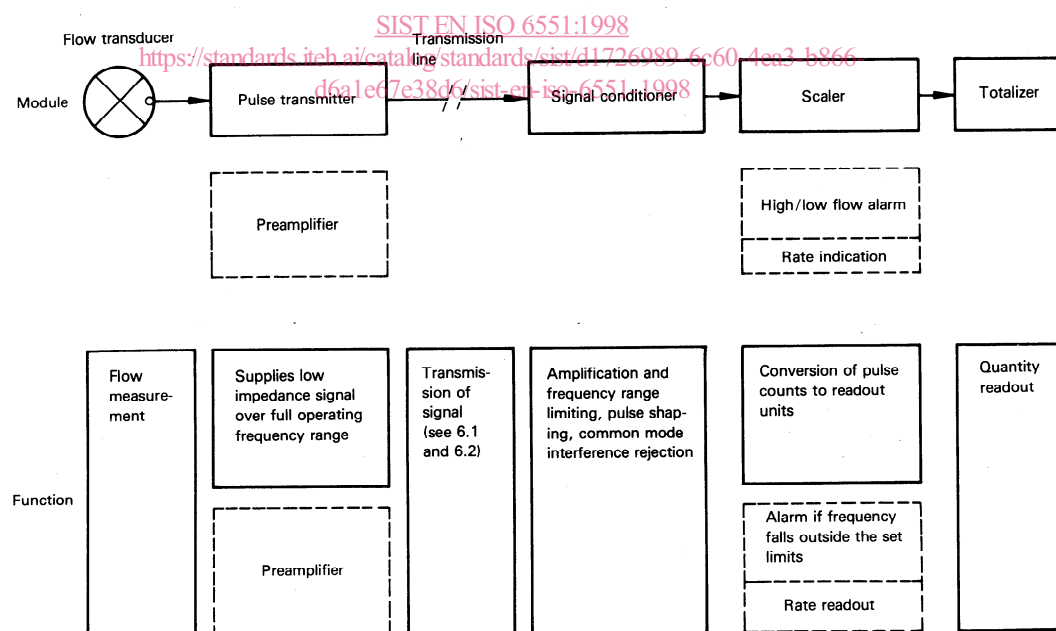 SIST EN ISO 6551:1998
https://standards.iteh.ai/catalog/standards/sist/d1726989-6c60-4ea3-b866-
d6a1e67e38d6/sist-en-iso-6551-1998
Flow transducer
Transmission
line
Module
Pulse transmitter
Signal conditioner
Scaler
Totalizer
Preamplifier
High/low flow alarm
Rate indication
Function
Flow
measure-
ment
Supplies low
impedance signal
over full operating
frequency range
Transmis-
sion of
signal
(see 6.1
and 6.2)
Amplification and
frequency range
limiting, pulse shap-
ing, common mode
interference rejection
Conversion of pulse
counts to readout
units
Quantity
readout
Preamplifier
Alarm if frequency
falls outside the set
limits
Rate readout